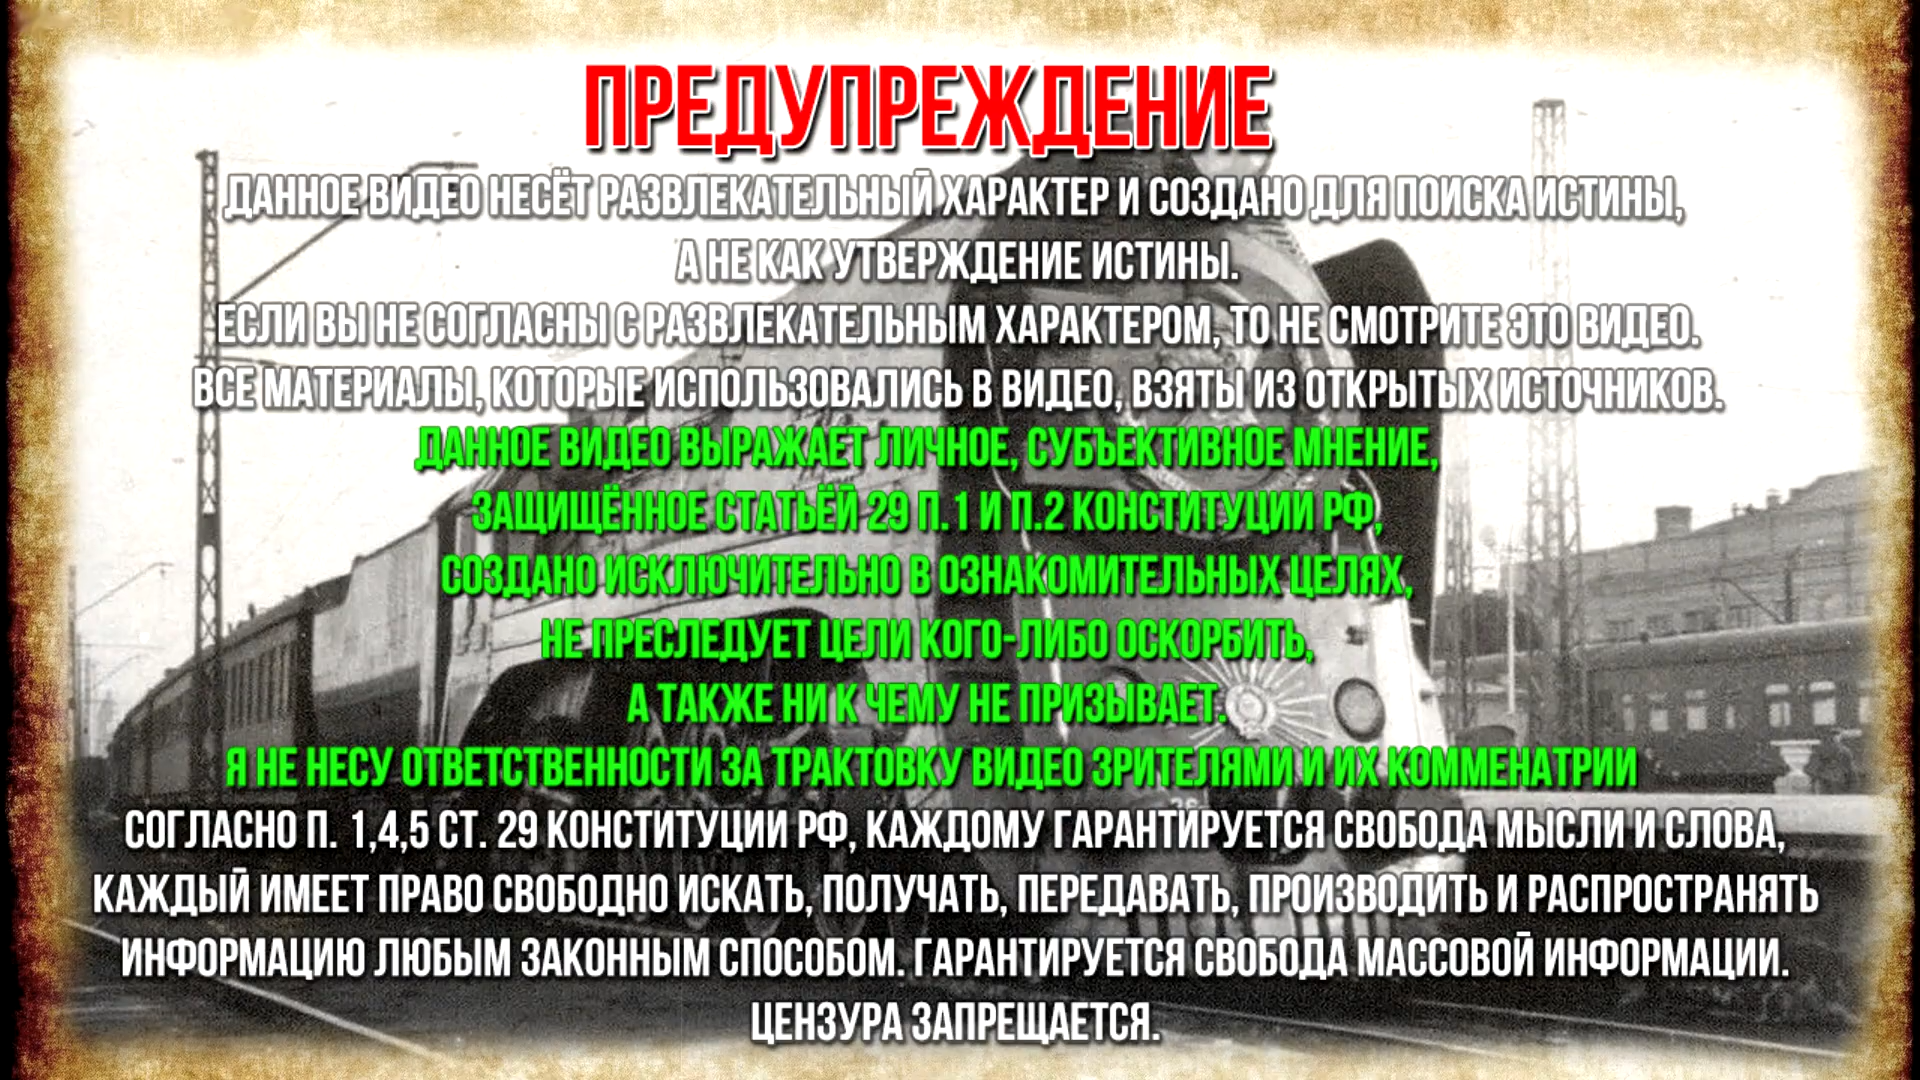 ПРЕДУПРЕЖДЕНИЕ
ДАННОЕ ВИДЕО НЕСЁТ РАЗВЛЕКАТЕЛЬНЫЙ ХАРАКТЕР И СОЗДАНО ДЛЯ ПОИСКА ИСТИНЫ,
А НЕ КАК УТВЕРЖДЕНИЕ ИСТИНЫ.
ЕСЛИ ВЫ НЕ СОГЛАСНЫ С РАЗВЛЕКАТЕЛЬНЫМ ХАРАКТЕРОМ, ТО НЕ СМОТРИТЕ ЭТО ВИДЕО.
ВСЕ МАТЕРИАЛЫ, КОТОРЫЕ ИСПОЛЬЗОВАЛИСЬ В ВИДЕО, ВЗЯТЫ ИЗ ОТКРЫТЫХ ИСТОЧНИКОВ.
ДАННОЕ ВИДЕО ВЫРАЖАЕТ ЛИЧНОЕ, СУБЪЕКТИВНОЕ МНЕНИЕ,
ЗАЩИЩЁННОЕ СТАТЬЁЙ 29 П.1 И П.2 КОНСТИТУЦИИ РФ,
СОЗДАНО ИСКЛЮЧИТЕЛЬНО В ОЗНАКОМИТЕЛЬНЫХ ЦЕЛЯХ,
НЕ ПРЕСЛЕДУЕТ ЦЕЛИ КОГО-ЛИБО ОСКОРБИТЬ,
А ТАКЖЕ НИ К ЧЕМУ НЕ ПРИЗЫВАЕТ.
Я НЕ НЕСУ ОТВЕТСТВЕННОСТИ ЗА ТРАКТОВКУ ВИДЕО ЗРИТЕЛЯМИ И ИХ КОММЕНАТРИИ
СОГЛАСНО П. 1,4,5 СТ. 29 КОНСТИТУЦИИ РФ, КАЖДОМУ ГАРАНТИРУЕТСЯ СВОБОДА МЫСЛИ И СЛОВА,
КАЖДЫЙ ИМЕЕТ ПРАВО СВОБОДНО ИСКАТЬ, ПОЛУЧАТЬ, ПЕРЕДАВАТЬ, ПРОИЗВОДИТЬ И РАСПРОСТРАНЯТЬ
ИНФОРМАЦИЮ ЛЮБЫМ ЗАКОННЫМ СПОСОБОМ. ГАРАНТИРУЕТСЯ СВОБОДА МАССОВОЙ ИНФОРМАЦИИ.
ЦЕНЗУРА ЗАПРЕЩАЕТСЯ.